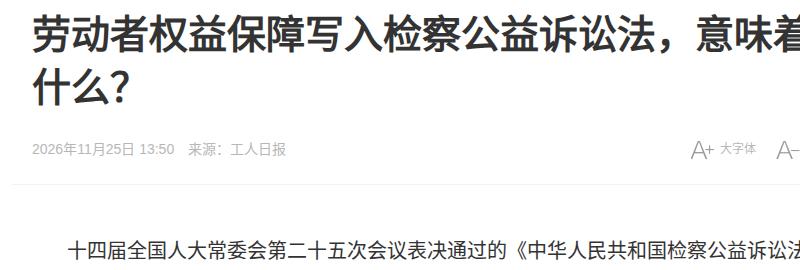 劳动者权益保障写入检察公益诉讼法，意味着
什么？
2026年11月25日 13:50 来源：工人日报 A+ 大字体 A-
十四届全国人大常委会第二十五次会议表决通过的《中华人民共和国检察公益诉讼法